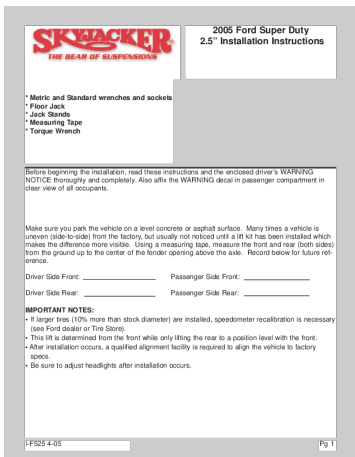 SKYJACKER®
THE BEAR OF SUSPENSIONS
2005 Ford Super Duty
2.5" Installation Instructions
* Metric and Standard wrenches and sockets
* Floor Jack
* Jack Stands
* Measuring Tape
* Torque Wrench
Before beginning the installation, read these instructions and the enclosed driver's WARNING
NOTICE thoroughly and completely. Also affix the WARNING decal in passenger compartment in
clear view of all occupants.
Make sure you park the vehicle on a level concrete or asphalt surface. Many times a vehicle is
uneven (side-to-side) from the factory, but usually not noticed until a lift kit has been installed which
makes the difference more visible. Using a measuring tape, measure the front and rear (both sides)
from the ground up to the center of the fender opening above the axle. Record below for future ref-
erence.
Driver Side Front: Passenger Side Front:
Driver Side Rear: Passenger Side Rear:
IMPORTANT NOTES:
• If larger tires (10% more than stock diameter) are installed, speedometer recalibration is necessary
(see Ford dealer or Tire Store).
• This lift is determined from the front while only lifting the rear to a position level with the front.
• After installation occurs, a qualified alignment facility is required to align the vehicle to factory
specs.
• Be sure to adjust headlights after installation occurs.
I-F525 4-05 Pg 1